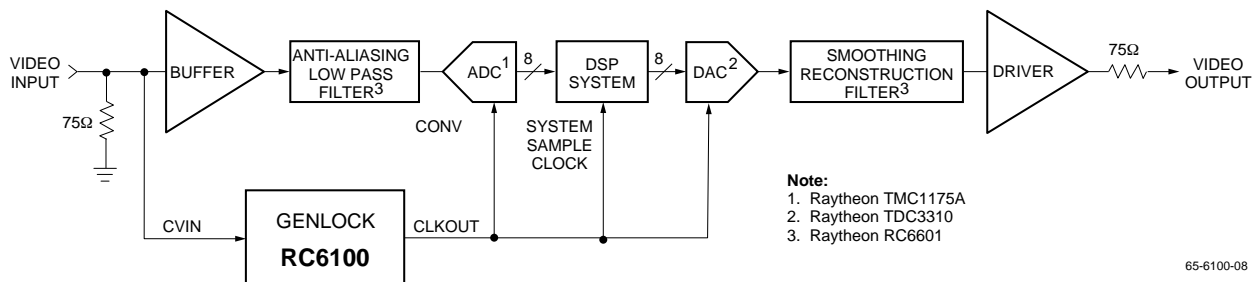 VIDEO
INPUT
75Ω
BUFFER
ANTI-ALIASING
LOW PASS
FILTER3
ADC1
8
DSP
SYSTEM
8
DAC2
SMOOTHING
RECONSTRUCTION
FILTER3
DRIVER
75Ω
VIDEO
OUTPUT
CONV
SYSTEM
SAMPLE
CLOCK
CVIN
GENLOCK
RC6100
CLKOUT
Note:
1. Raytheon TMC1175A
2. Raytheon TDC3310
3. Raytheon RC6601
65-6100-08